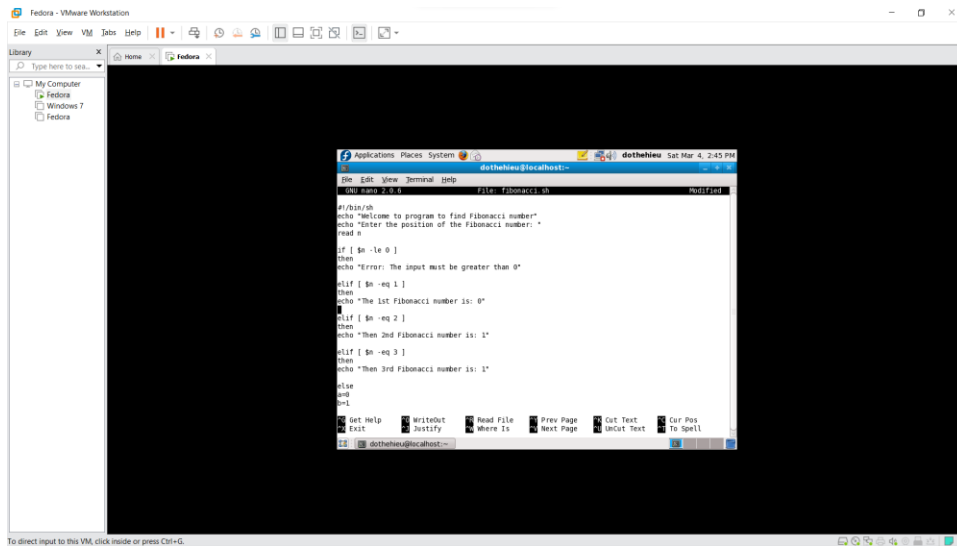 Fedora - VMware Workstation
File Edit View VM Tabs Help
Library x
Home
Fedora
Type here to sea...
My Computer
Fedora
Windows 7
Fedora
Applications Places System
dothehieu Sat Mar 4, 2:45 PM
dothehieu@localhost:~
File Edit View Terminal Help
GNU nano 2.0.6 File: fibonacci.sh Modified
#!/bin/sh
echo "Welcome to program to find Fibonacci number"
echo "Enter the position of the Fibonacci number: "
read n
if [ $n -le 0 ]
then
echo "Error: The input must be greater than 0"
elif [ $n -eq 1 ]
then
echo "The 1st Fibonacci number is: 0"
elif [ $n -eq 2 ]
then
echo "Then 2nd Fibonacci number is: 1"
elif [ $n -eq 3 ]
then
echo "Then 3rd Fibonacci number is: 1"
else
a=0
b=1
^G Get Help ^O WriteOut ^R Read File ^Y Prev Page ^K Cut Text ^C Cur Pos
^X Exit ^J Justify ^W Where Is ^V Next Page ^U UnCut Text ^T To Spell
dothehieu@localhost:~
To direct input to this VM, click inside or press Ctrl+G.